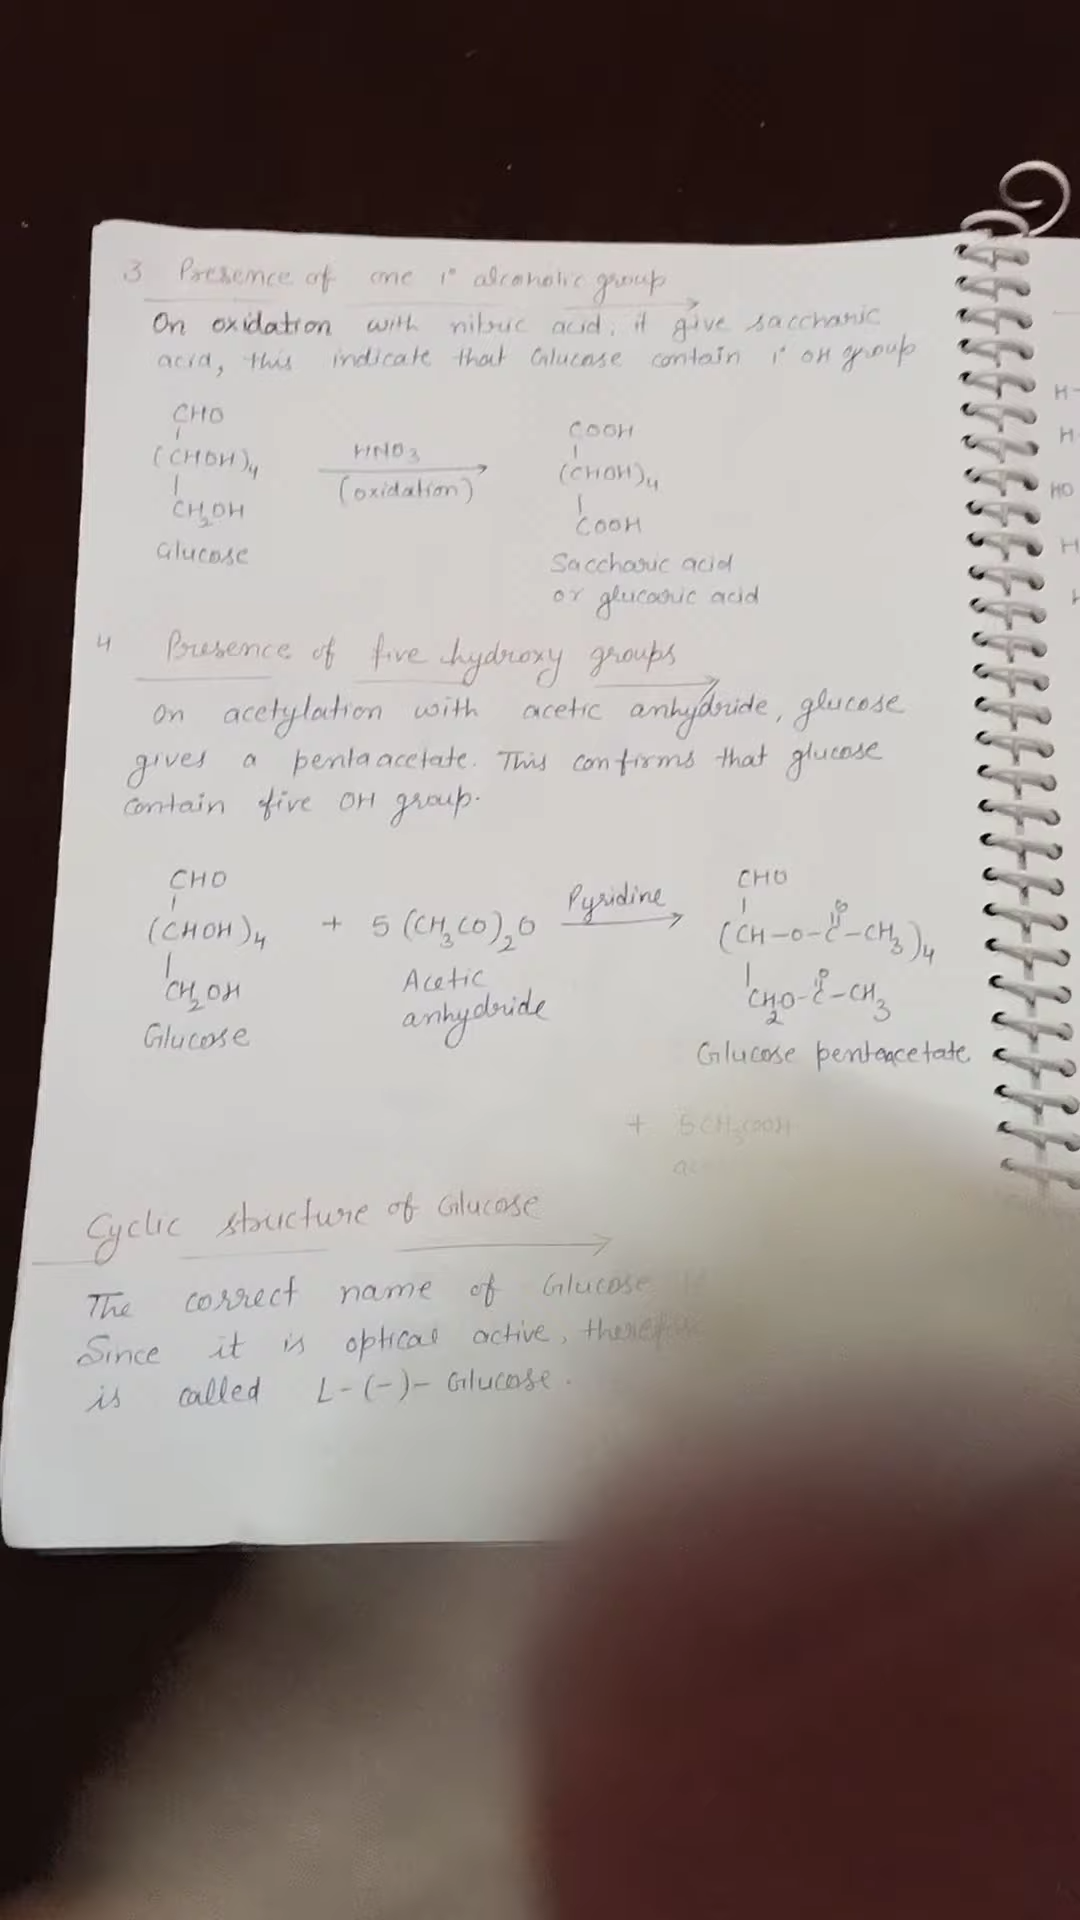 3 Presence of one 1° alcoholic group
On oxidation with nitric acid, it give saccharic
acid, this indicate that Glucose contain 1° OH group
CHO
(CHOH)4
CH2OH
Glucose
HNO3
(oxidation)
COOH
(CHOH)4
COOH
Saccharic acid
or glucaric acid
4 Presence of five hydroxy groups
on acetylation with acetic anhydride, glucose
gives a pentaacetate. This confirms that glucose
contain five OH group.
CHO
(CHOH)4
CH2OH
Glucose
+ 5 (CH3CO)2O
Acetic
anhydride
Pyridine
CHO
(CH-O-C-CH3)4
O
CH2O-C-CH3
O
Glucose pentaacetate
+ 5CH3COOH
Cyclic structure of Glucose
The correct name of Glucose
Since it is optical active,
is called L-(-)- Glucose.
H-
H-
HO
H